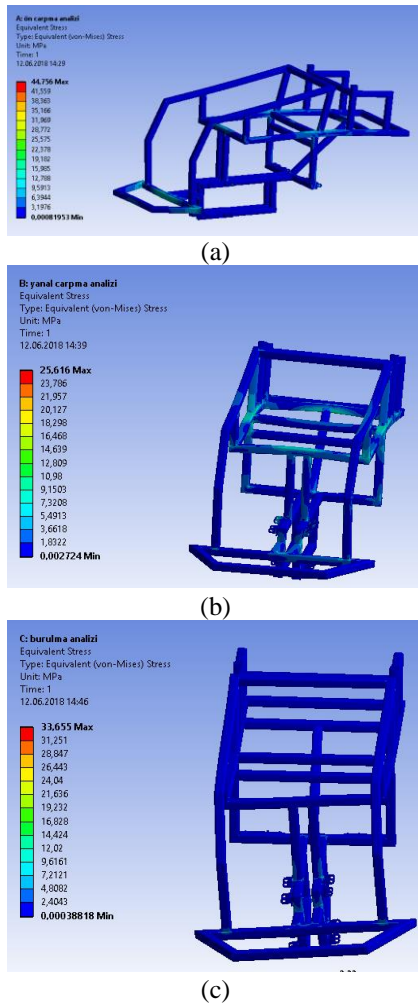 A: ön carpma analizi
Equivalent Stress
Type: Equivalent (von-Mises) Stress
Unit: MPa
Time: 1
12.06.2018 14:29
44,756 Max
41,559
38,363
35,166
31,969
28,772
25,575
22,378
19,182
15,985
12,788
9,5913
6,3944
3,1976
0,00081953 Min
(a)
B: yanal carpma analizi
Equivalent Stress
Type: Equivalent (von-Mises) Stress
Unit: MPa
Time: 1
12.06.2018 14:39
25,616 Max
23,786
21,957
20,127
18,298
16,468
14,639
12,809
10,98
9,1503
7,3208
5,4913
3,6618
1,8322
0,002724 Min
(b)
C: burulma analizi
Equivalent Stress
Type: Equivalent (von-Mises) Stress
Unit: MPa
Time: 1
12.06.2018 14:46
33,655 Max
31,251
28,847
26,443
24,04
21,636
19,232
16,828
14,424
12,02
9,6161
7,2121
4,8082
2,4043
0,00038818 Min
(c)